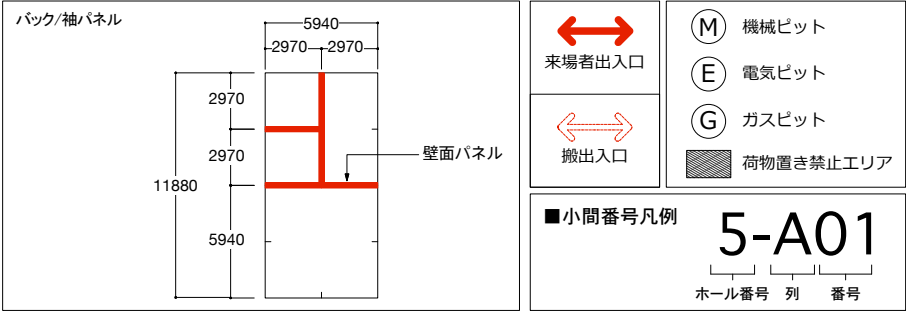 バック/袖パネル
5940
2970
2970
2970
2970
11880
5940
壁面パネル
来場者出入口
搬出入口
M 機械ピット
E 電気ピット
G ガスピット
荷物置き禁止エリア
■小間番号凡例
5-A01
ホール番号 列 番号